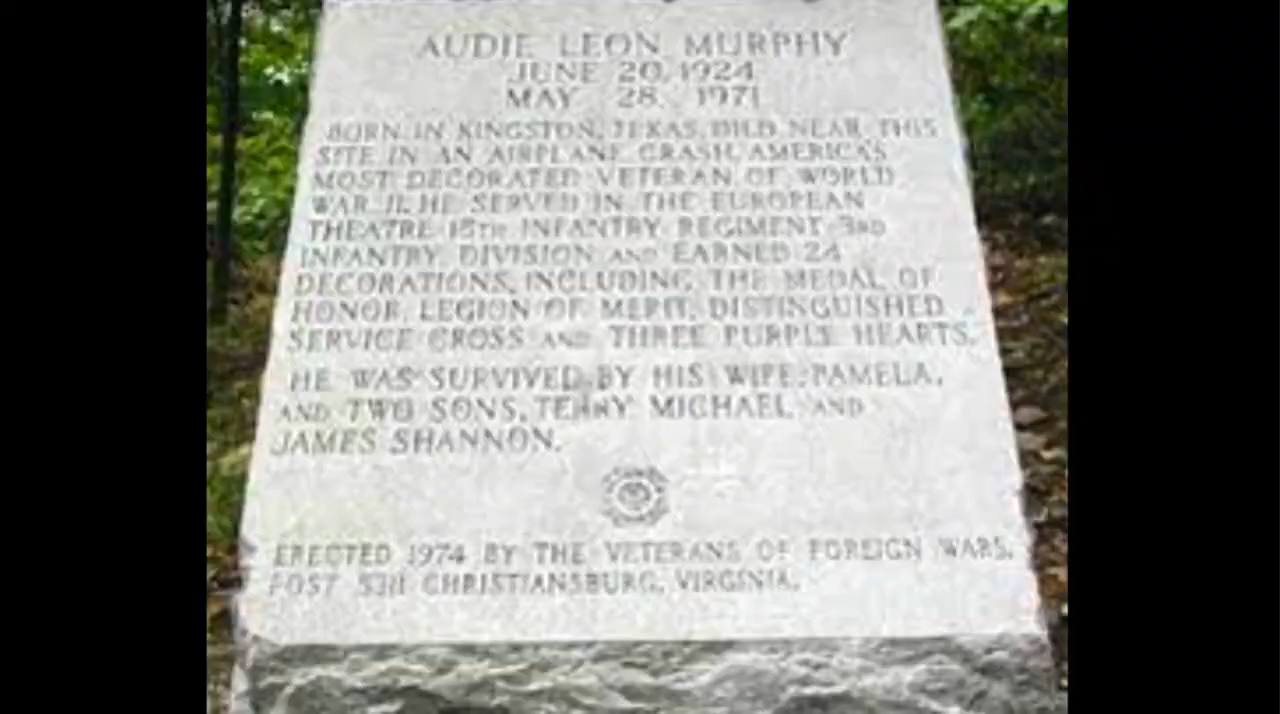 AUDIE LEON MURPHY
JUNE 20, 1924
MAY 28, 1971
BORN IN KINGSTON, TEXAS, DIED NEAR THIS
SITE IN AN AIRPLANE CRASH. AMERICA'S
MOST DECORATED VETERAN OF WORLD
WAR II. HE SERVED IN THE EUROPEAN
THEATRE 15TH INFANTRY REGIMENT 3RD
INFANTRY DIVISION AND EARNED 24
DECORATIONS, INCLUDING THE MEDAL OF
HONOR, LEGION OF MERIT, DISTINGUISHED
SERVICE CROSS AND THREE PURPLE HEARTS.
HE WAS SURVIVED BY HIS WIFE, PAMELA,
AND TWO SONS, TERRY MICHAEL AND
JAMES SHANNON.
ERECTED 1974 BY THE VETERANS OF FOREIGN WARS,
POST CHRISTIANSBURG, VIRGINIA.